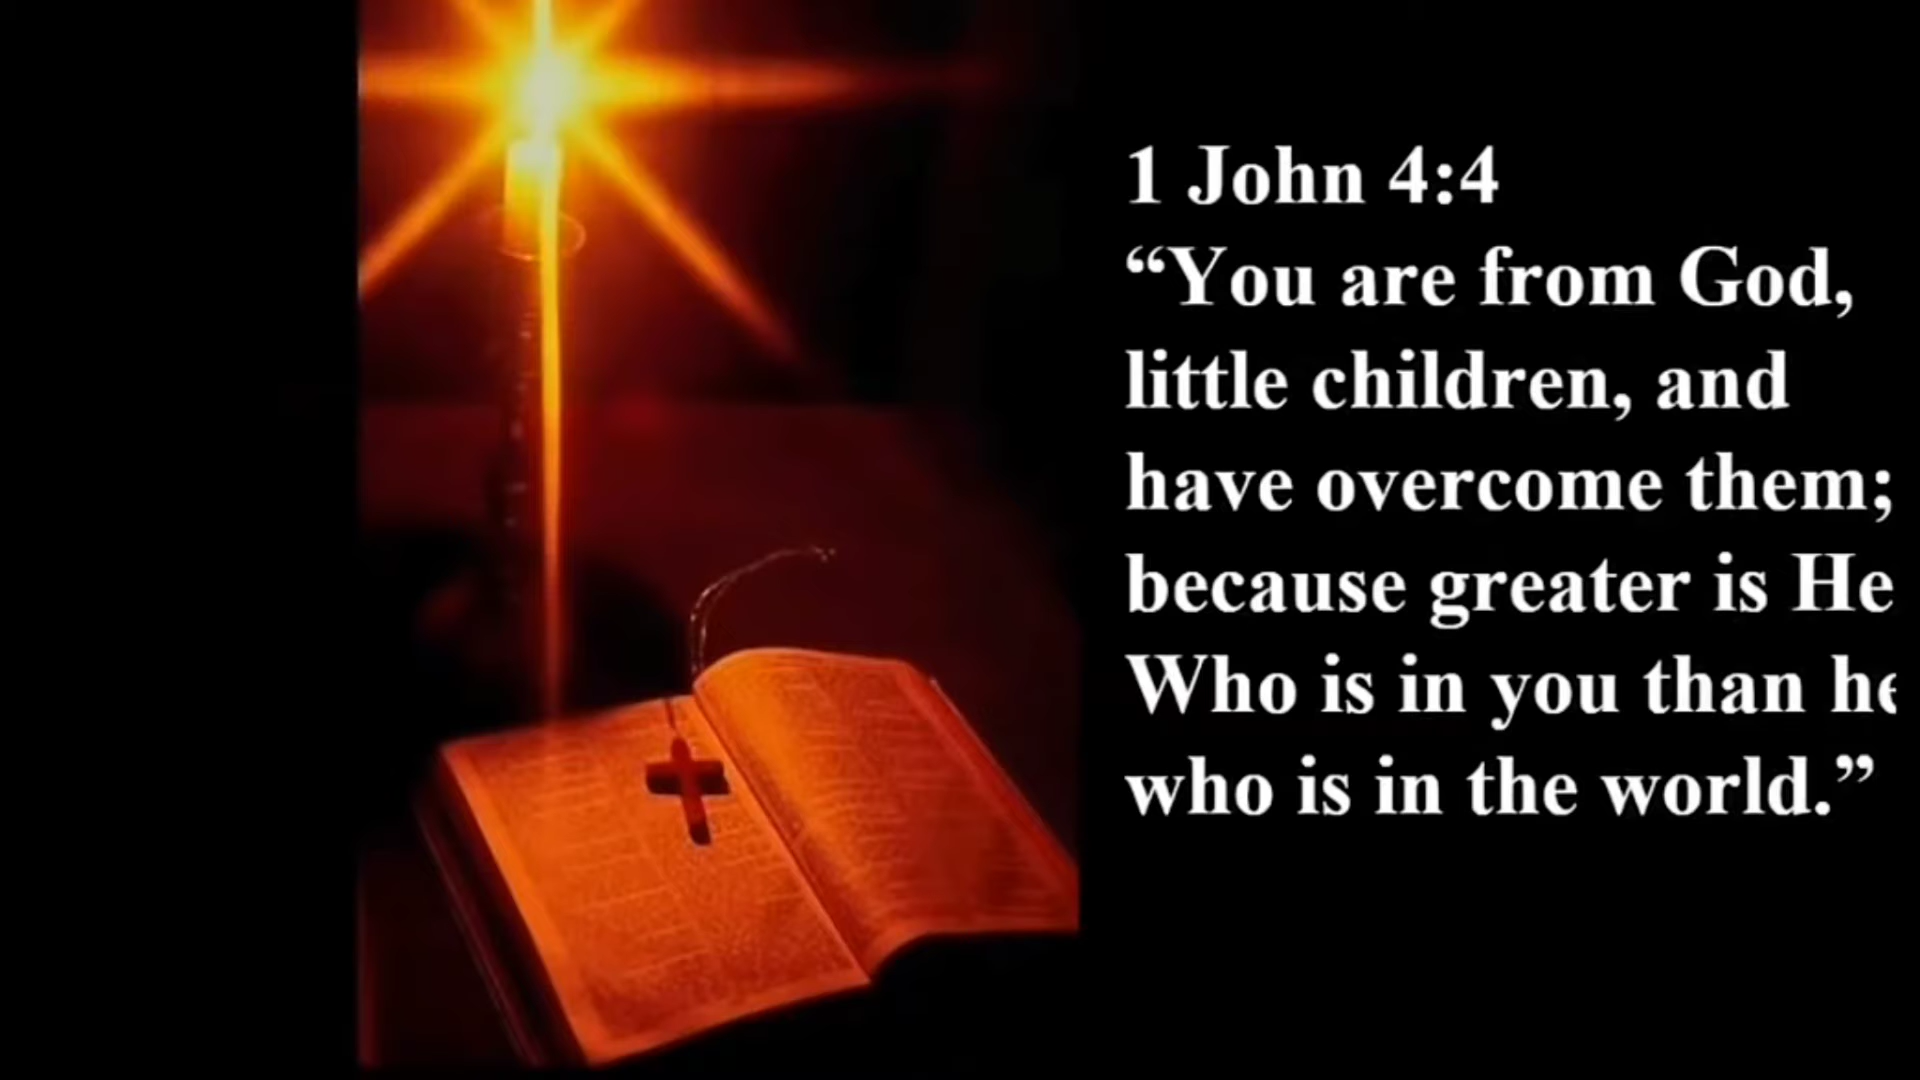 1 John 4:4
“You are from God,
little children, and
have overcome them;
because greater is He
Who is in you than he
who is in the world.”